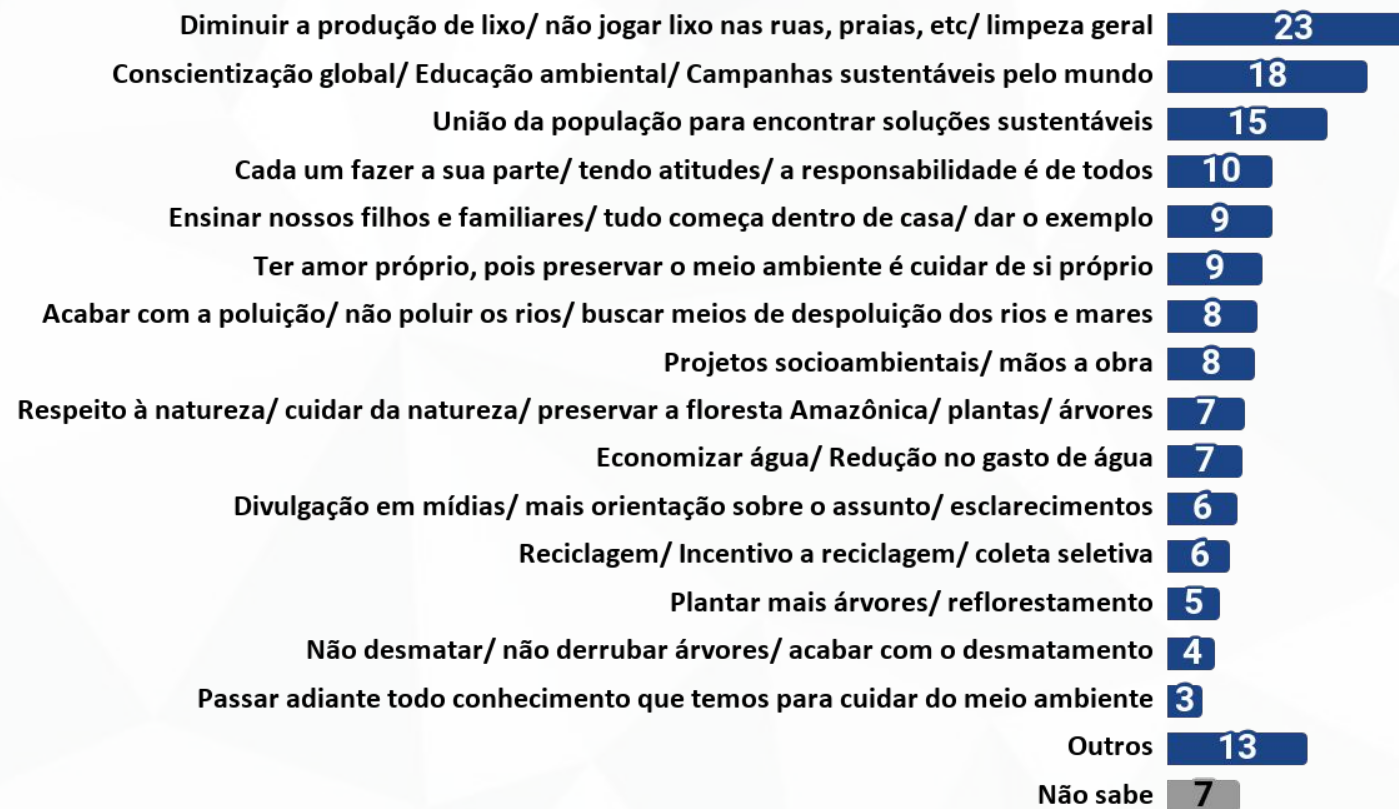 Diminuir a produção de lixo/ não jogar lixo nas ruas, praias, etc/ limpeza geral 23
Conscientização global/ Educação ambiental/ Campanhas sustentáveis pelo mundo 18
União da população para encontrar soluções sustentáveis 15
Cada um fazer a sua parte/ tendo atitudes/ a responsabilidade é de todos 10
Ensinar nossos filhos e familiares/ tudo começa dentro de casa/ dar o exemplo 9
Ter amor próprio, pois preservar o meio ambiente é cuidar de si próprio 9
Acabar com a poluição/ não poluir os rios/ buscar meios de despoluição dos rios e mares 8
Projetos socioambientais/ mãos a obra 8
Respeito à natureza/ cuidar da natureza/ preservar a floresta Amazônica/ plantas/ árvores 7
Economizar água/ Redução no gasto de água 7
Divulgação em mídias/ mais orientação sobre o assunto/ esclarecimentos 6
Reciclagem/ Incentivo a reciclagem/ coleta seletiva 6
Plantar mais árvores/ reflorestamento 5
Não desmatar/ não derrubar árvores/ acabar com o desmatamento 4
Passar adiante todo conhecimento que temos para cuidar do meio ambiente 3
Outros 13
Não sabe 7